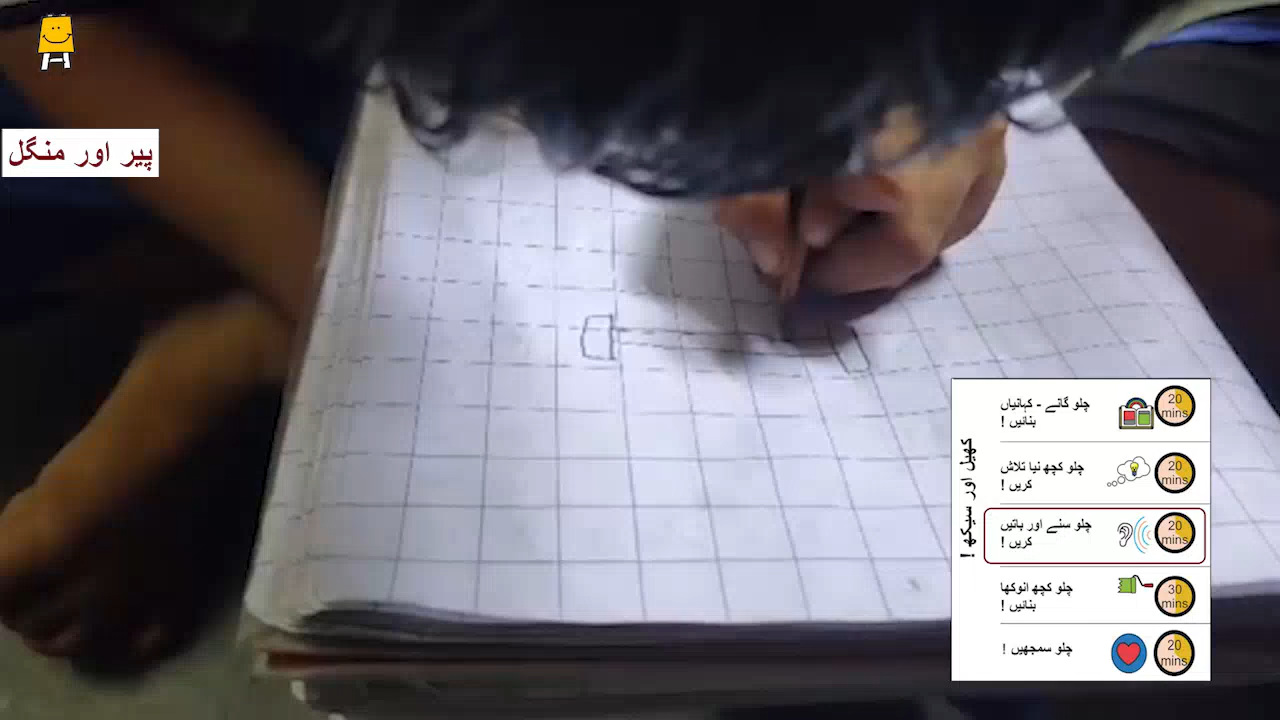 پیر اور منگل
کھیل اور سیکھ !
چلو گانے - کہانیاں
بنائیں !
20
mins
چلو کچھ نیا تلاش
کریں !
20
mins
چلو سنے اور باتیں
کریں !
20
mins
چلو کچھ انوکھا
بنائیں !
30
mins
چلو سمجھیں !
20
mins